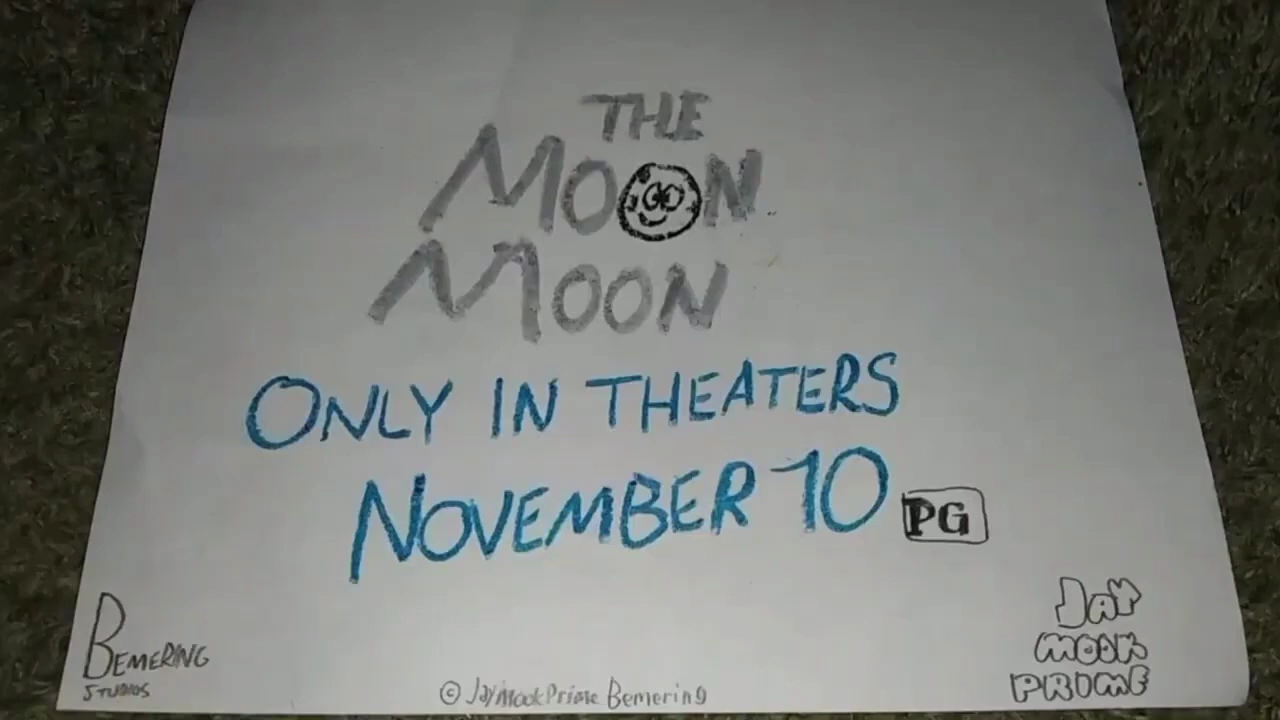 THE
MOON
MOON
ONLY IN THEATERS
NOVEMBER 10 PG
BEMERING
STUDIOS
© JayMookPrime Bemering
JAY
MOOK
PRIME